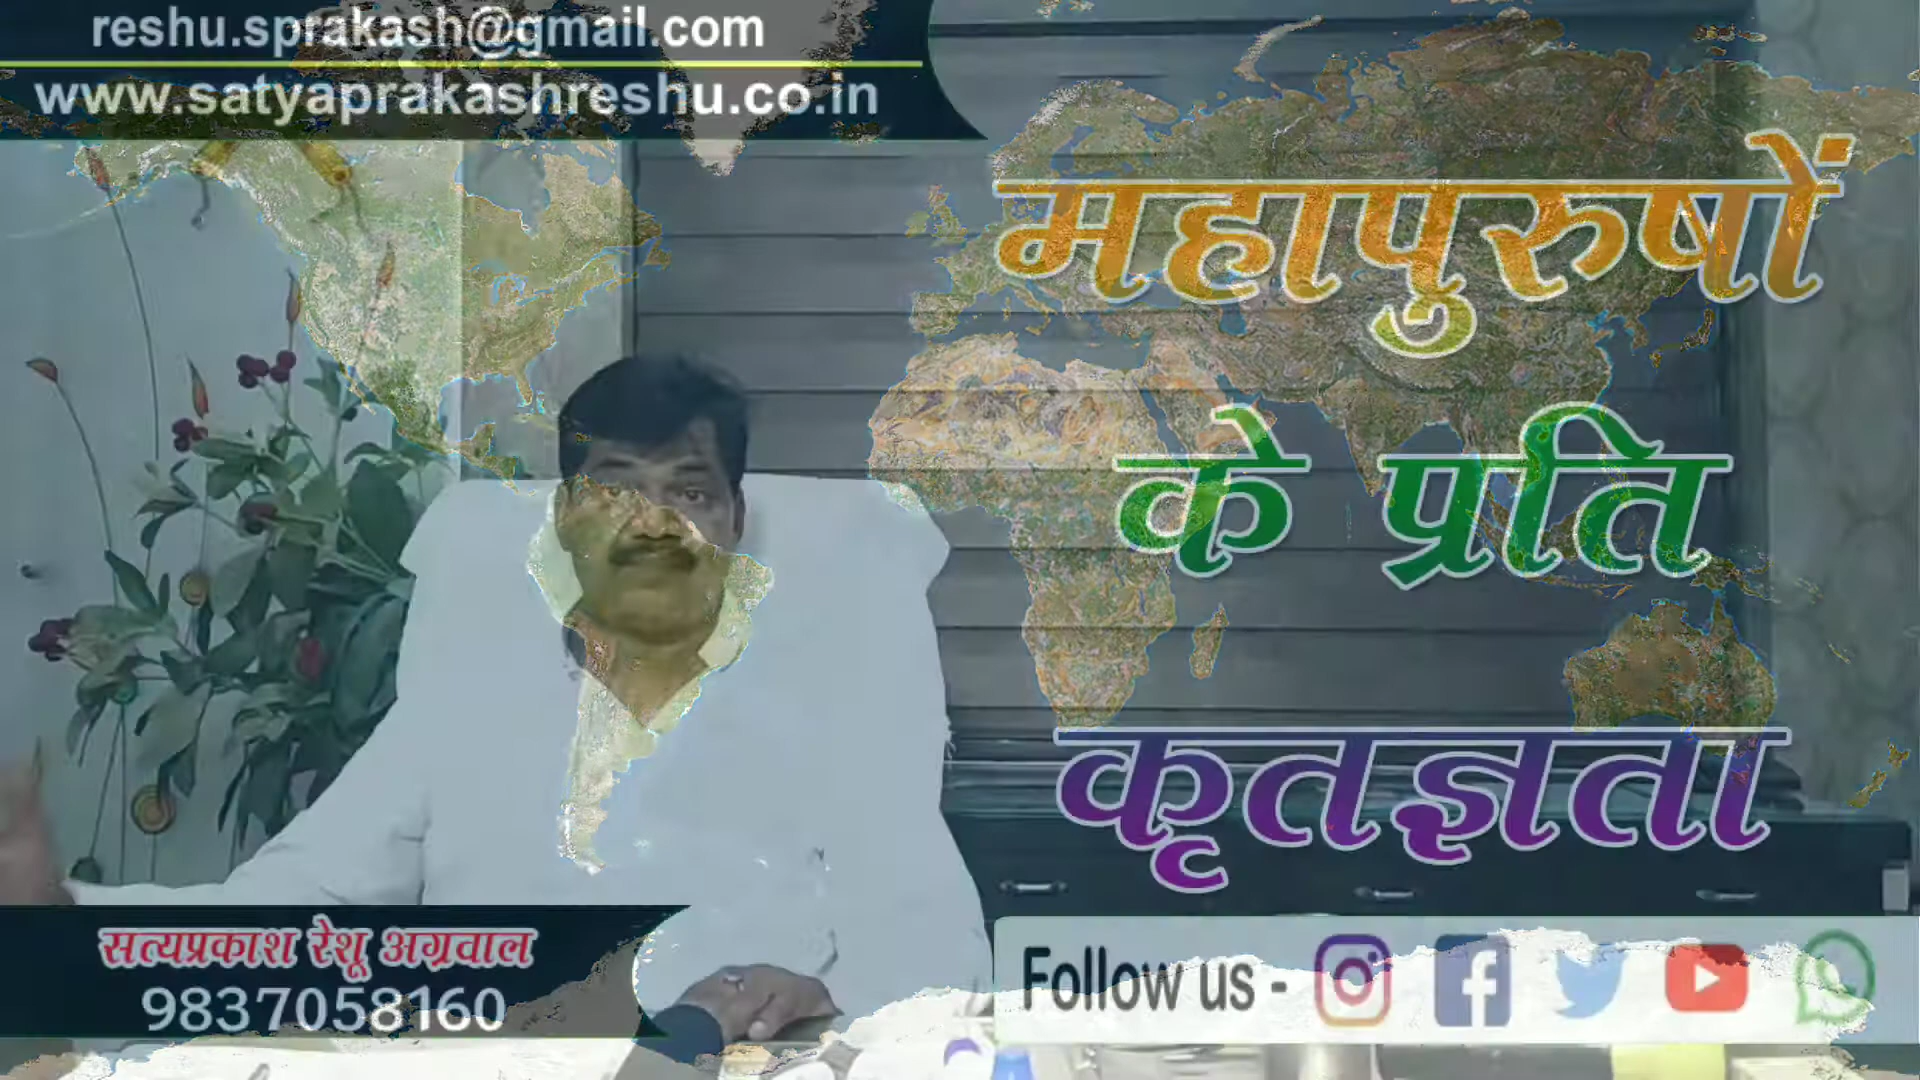 reshu.sprakash@gmail.com
www.satyaprakashreshu.co.in
महापुरुषों
के प्रति
कृतज्ञता
सत्यप्रकाश रेशू अग्रवाल
9837058160
Follow us -